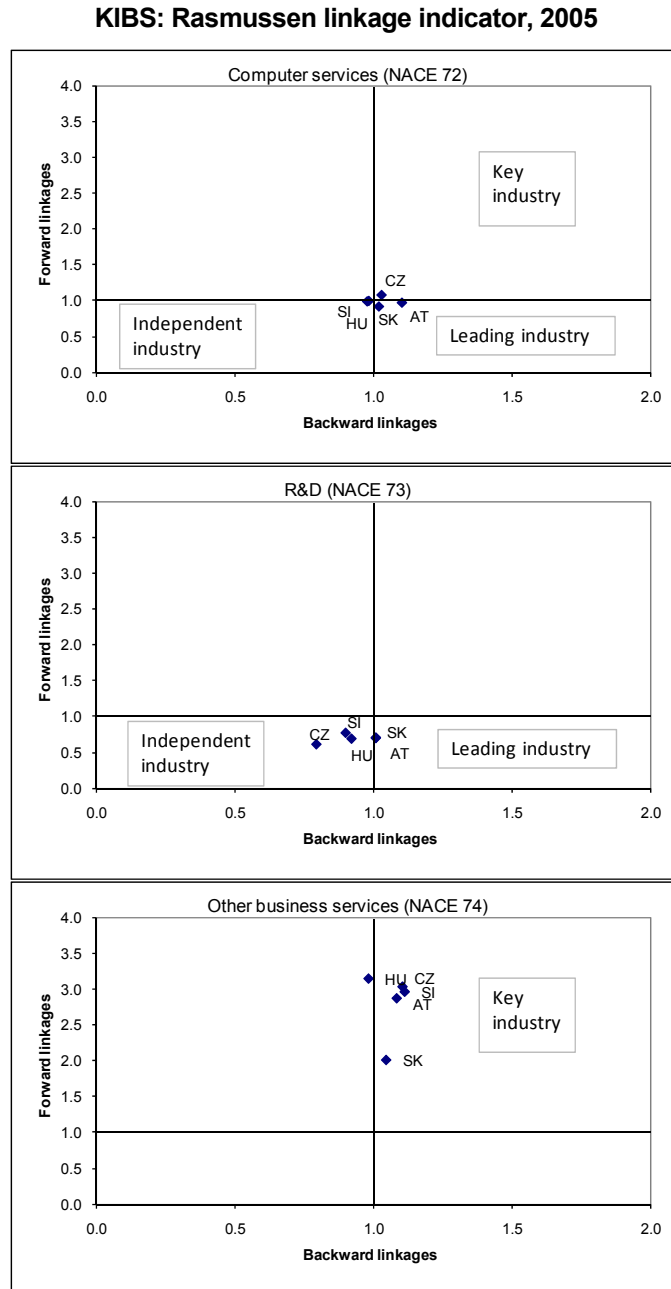 KIBS: Rasmussen linkage indicator, 2005
Computer services (NACE 72)
4.0
3.5
3.0
2.5
2.0
1.5
1.0
0.5
0.0
Forward linkages
Key
industry
CZ
SI
HU
SK
AT
Independent
industry
Leading industry
0.0
0.5
1.0
1.5
2.0
Backward linkages
R&D (NACE 73)
4.0
3.5
3.0
2.5
2.0
1.5
1.0
0.5
0.0
Forward linkages
SI
CZ
SK
HU
AT
Independent
industry
Leading industry
0.0
0.5
1.0
1.5
2.0
Backward linkages
Other business services (NACE 74)
4.0
3.5
3.0
2.5
2.0
1.5
1.0
0.5
0.0
Forward linkages
HU
CZ
SI
AT
SK
Key
industry
0.0
0.5
1.0
1.5
2.0
Backward linkages